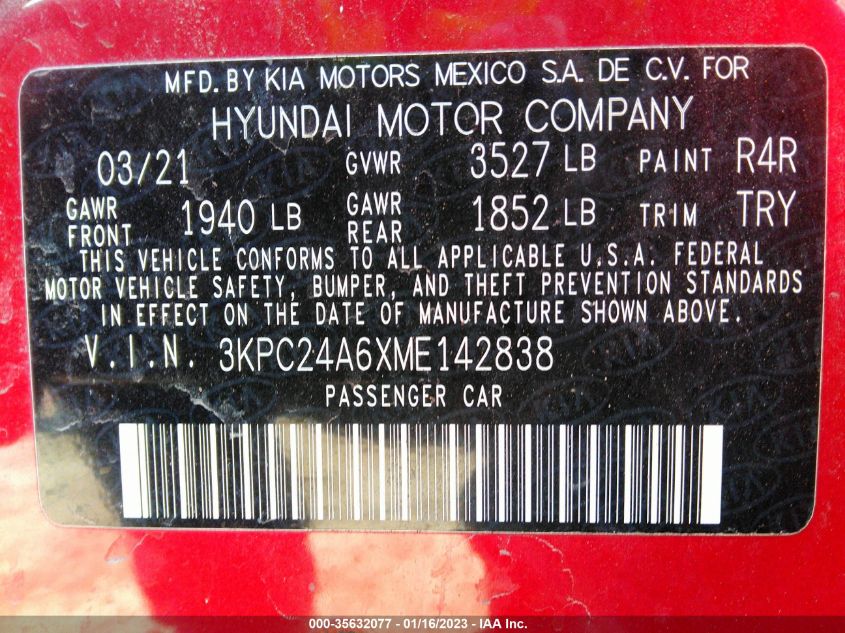 MFD. BY KIA MOTORS MEXICO S.A. DE C.V. FOR
HYUNDAI MOTOR COMPANY
03/21 GVWR 3527 LB PAINT R4R
GAWR FRONT 1940 LB GAWR REAR 1852 LB TRIM TRY
THIS VEHICLE CONFORMS TO ALL APPLICABLE U.S.A. FEDERAL
MOTOR VEHICLE SAFETY, BUMPER, AND THEFT PREVENTION STANDARDS
IN EFFECT ON THE DATE OF MANUFACTURE SHOWN ABOVE.
V.I.N. 3KPC24A6XME142838
PASSENGER CAR
000-35632077 - 01/16/2023 - IAA Inc.